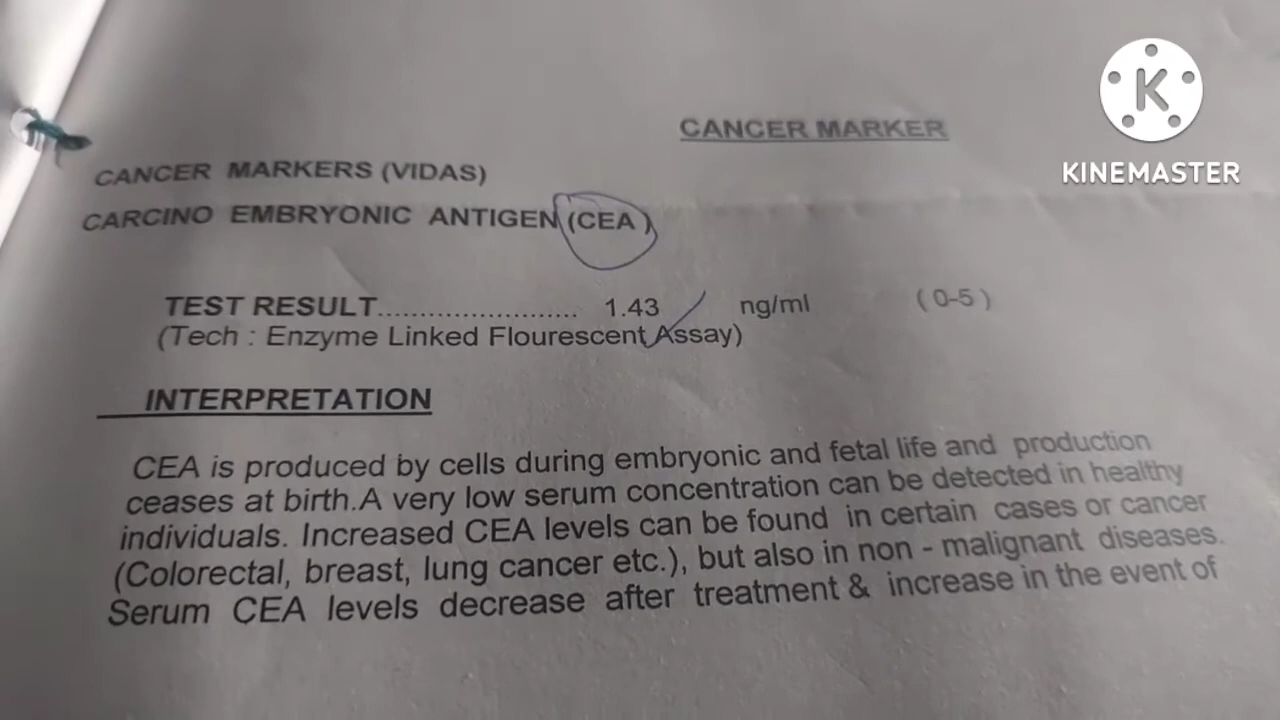 CANCER MARKER
CANCER MARKERS (VIDAS)
CARCINO EMBRYONIC ANTIGEN (CEA )
TEST RESULT....................... 1.43 ng/ml ( 0-5 )
(Tech : Enzyme Linked Flourescent Assay)
INTERPRETATION
CEA is produced by cells during embryonic and fetal life and production
ceases at birth.A very low serum concentration can be detected in healthy
individuals. Increased CEA levels can be found in certain cases or cancer
(Colorectal, breast, lung cancer etc.), but also in non - malignant diseases.
Serum CEA levels decrease after treatment & increase in the event of
K
KINEMASTER